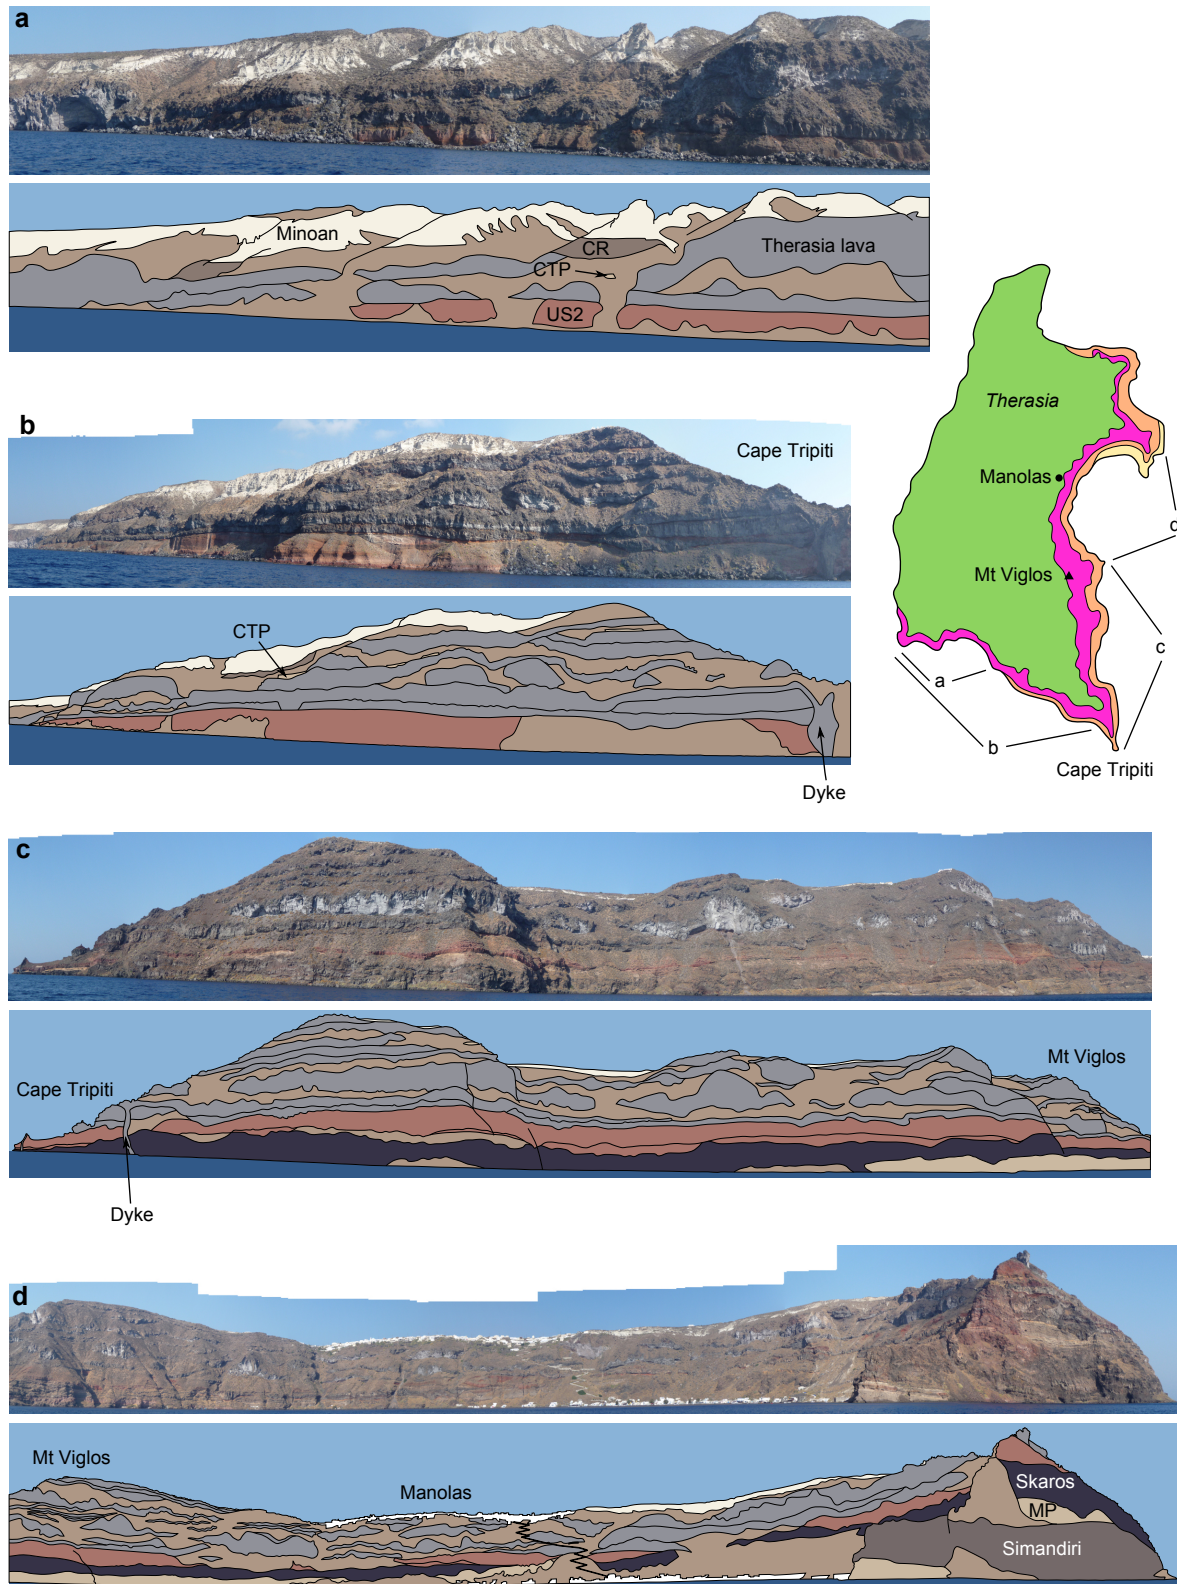 a
Minoan
CR
Therasia lava
CTP
US2
b
Cape Tripiti
CTP
Dyke
Therasia
Manolas
Mt Viglos
d
c
a
b
Cape Tripiti
c
Cape Tripiti
Mt Viglos
Dyke
d
Mt Viglos
Manolas
Skaros
MP
Simandiri